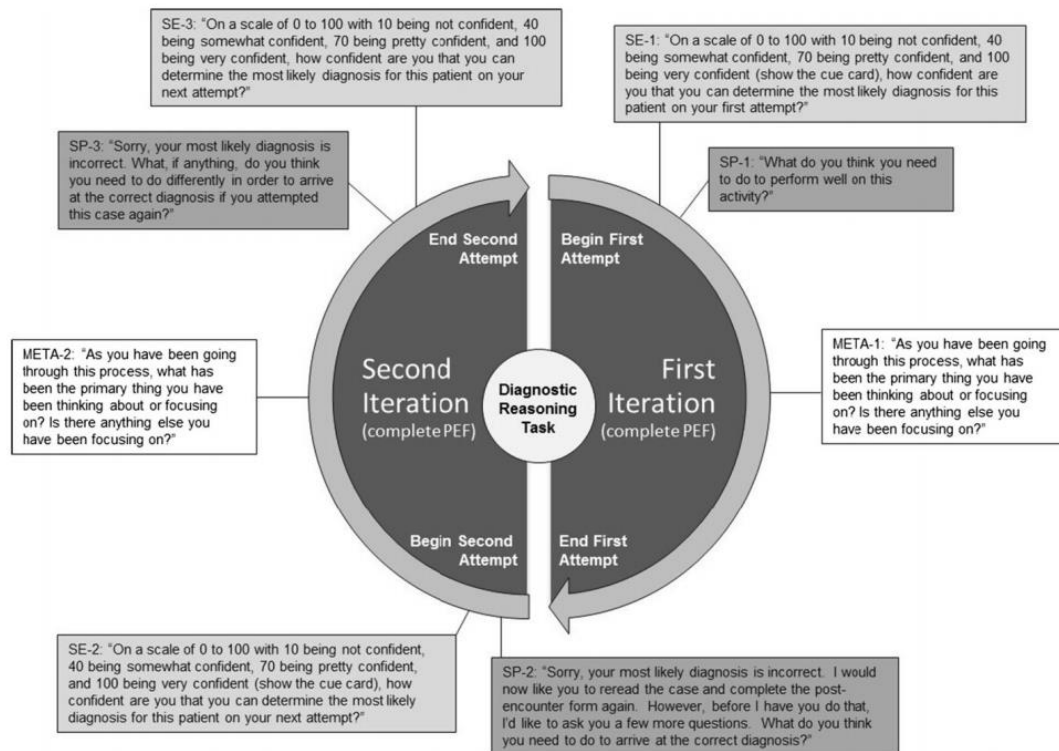 SE-3: “On a scale of 0 to 100 with 10 being not confident, 40
being somewhat confident, 70 being pretty confident, and 100
being very confident, how confident are you that you can
determine the most likely diagnosis for this patient on your
next attempt?”
SE-1: “On a scale of 0 to 100 with 10 being not confident, 40
being somewhat confident, 70 being pretty confident, and 100
being very confident (show the cue card), how confident are
you that you can determine the most likely diagnosis for this
patient on your first attempt?”
SP-3: “Sorry, your most likely diagnosis is
incorrect. What, if anything, do you think
you need to do differently in order to arrive
at the correct diagnosis if you attempted
this case again?”
SP-1: “What do you think you need
to do to perform well on this
activity?”
End Second
Attempt
Begin First
Attempt
META-2: “As you have been going
through this process, what has
been the primary thing you have
been thinking about or focusing
on? Is there anything else you
have been focusing on?”
Second
Iteration
(complete PEF)
Diagnostic
Reasoning
Task
First
Iteration
(complete PEF)
META-1: “As you have been going
through this process, what has
been the primary thing you have
been thinking about or focusing
on? Is there anything else you
have been focusing on?”
Begin Second
Attempt
End First
Attempt
SE-2: “On a scale of 0 to 100 with 10 being not confident,
40 being somewhat confident, 70 being pretty confident,
and 100 being very confident (show the cue card), how
confident are you that you can determine the most likely
diagnosis for this patient on your next attempt?”
SP-2: “Sorry, your most likely diagnosis is incorrect. I would
now like you to reread the case and complete the post-
encounter form again. However, before I have you do that,
I’d like to ask you a few more questions. What do you think
you need to do to arrive at the correct diagnosis?”